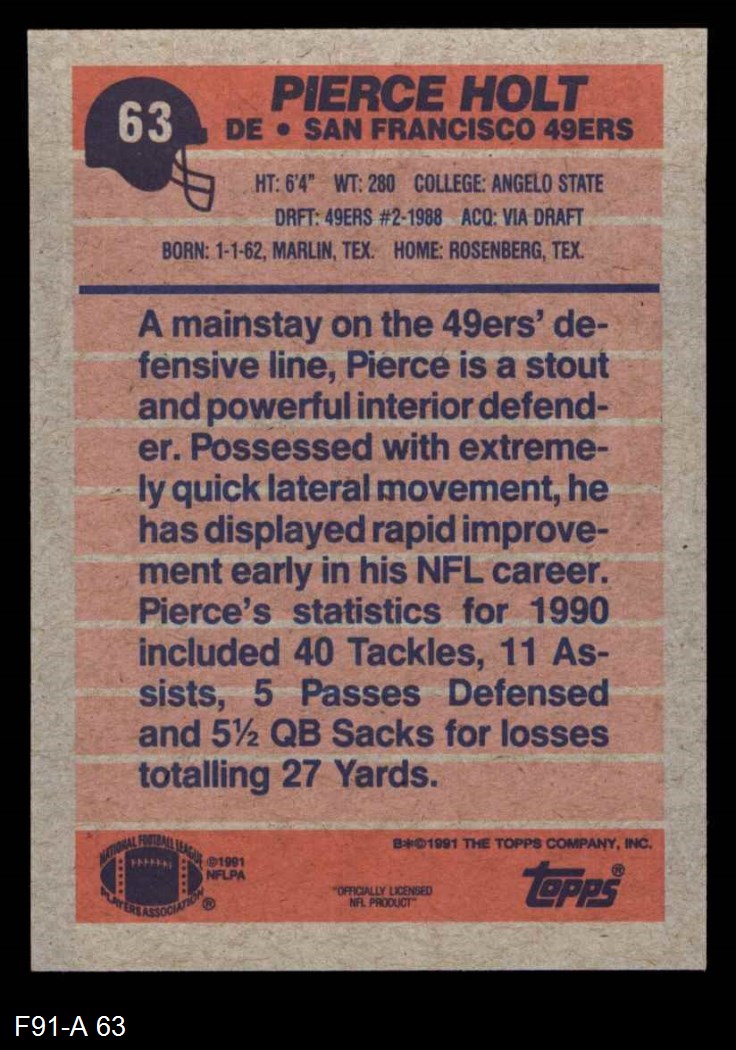 63
PIERCE HOLT
DE • SAN FRANCISCO 49ERS
HT: 6'4" WT: 280 COLLEGE: ANGELO STATE
DRFT: 49ERS #2-1988 ACQ: VIA DRAFT
BORN: 1-1-62, MARLIN, TEX. HOME: ROSENBERG, TEX.
A mainstay on the 49ers' de-
fensive line, Pierce is a stout
and powerful interior defend-
er. Possessed with extreme-
ly quick lateral movement, he
has displayed rapid improve-
ment early in his NFL career.
Pierce's statistics for 1990
included 40 Tackles, 11 As-
sists, 5 Passes Defensed
and 5½ QB Sacks for losses
totalling 27 Yards.
B*©1991 THE TOPPS COMPANY, INC.
NATIONAL FOOTBALL LEAGUE
PLAYERS ASSOCIATION ®
©1991
NFLPA
"OFFICIALLY LICENSED
NFL PRODUCT"
topps®
F91-A 63